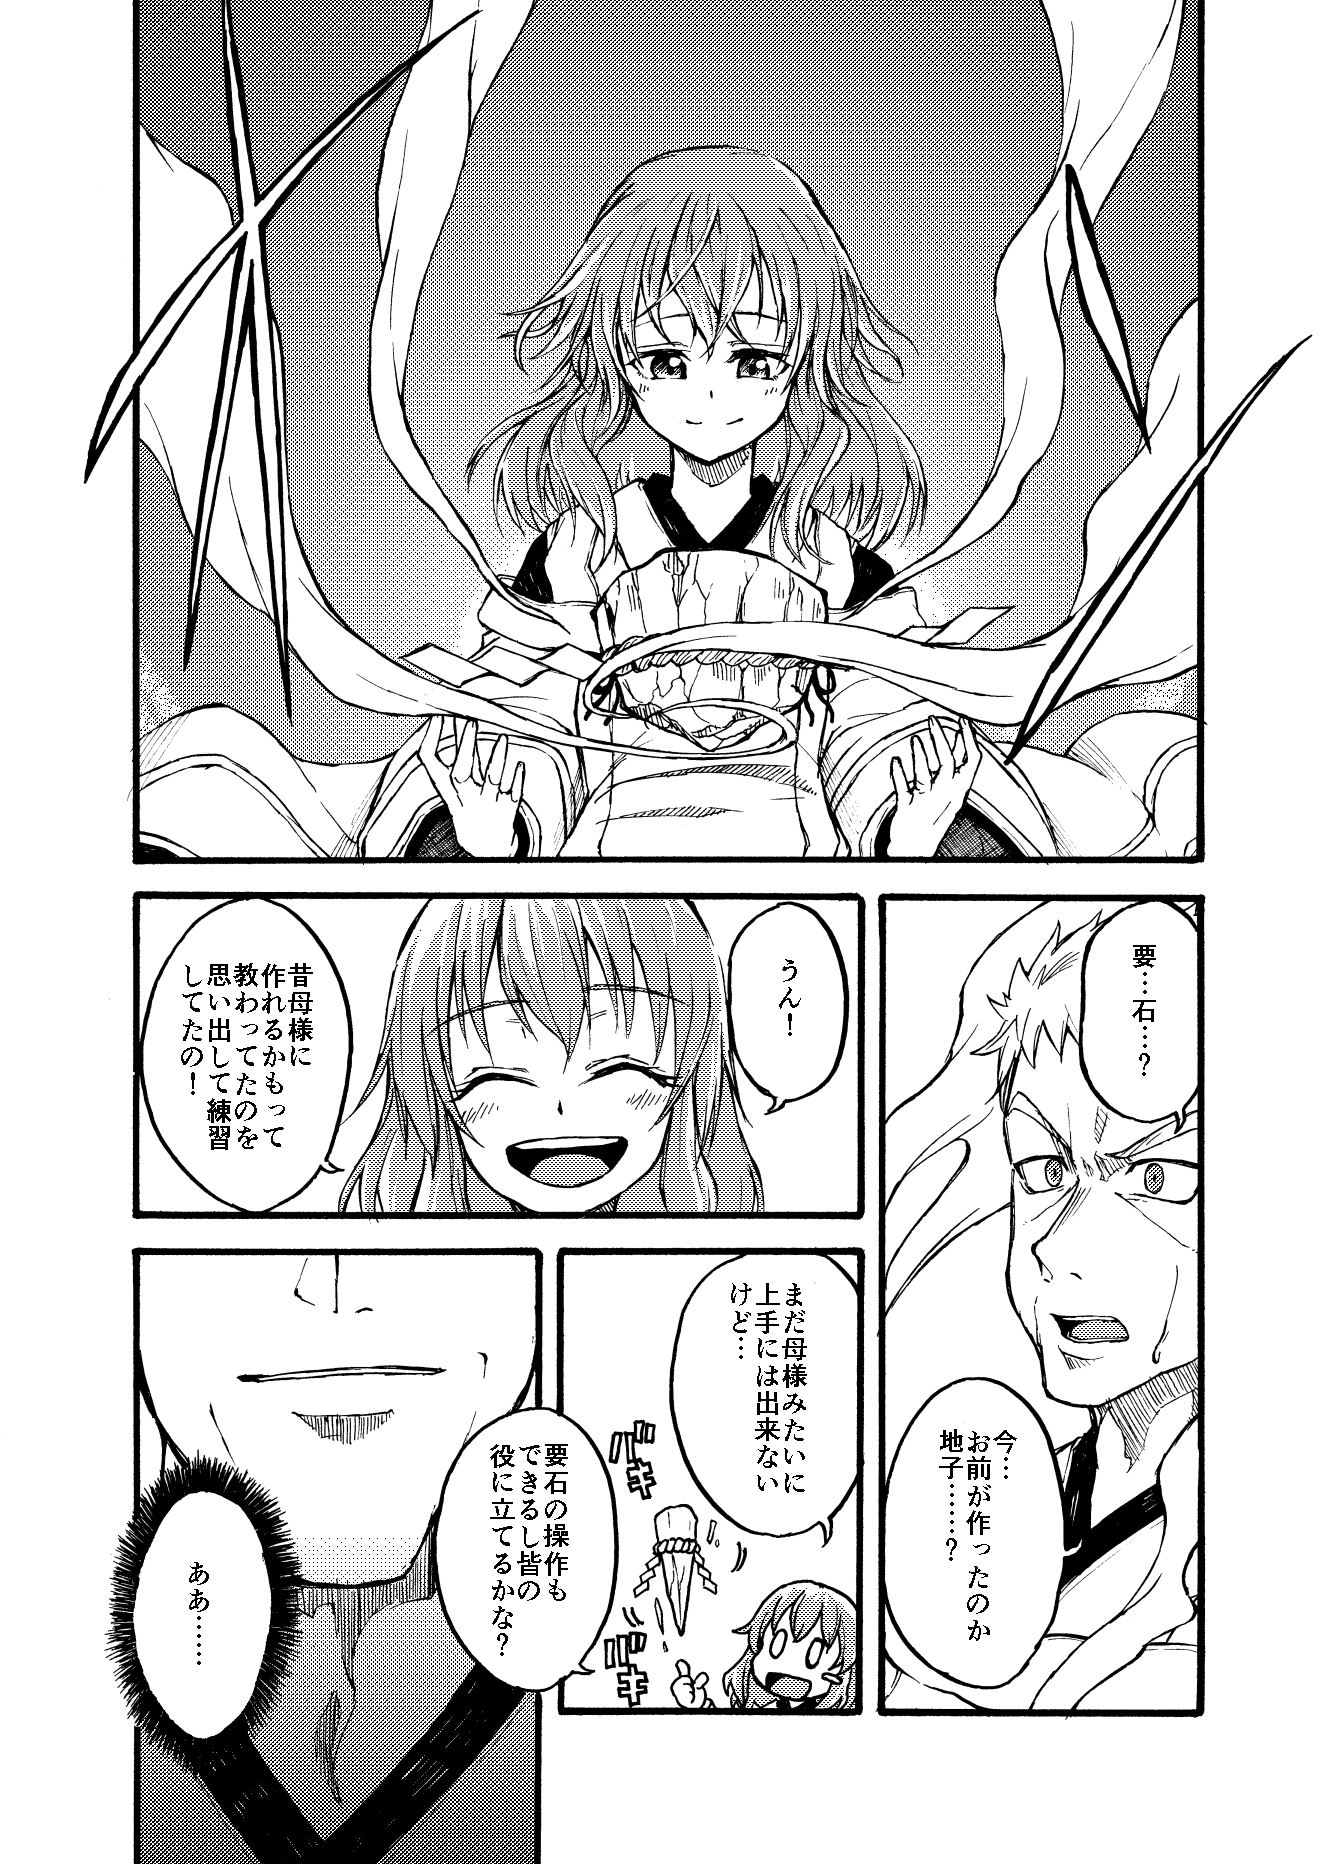 要…石…?
今…
お前が作ったのか
地子……?
うん!
昔母様に
作れるかもって
教わってたのを
思い出して練習
してたの!
まだ母様みたいに
上手には出来ない
けど…
バキ
バキ
要石の操作も
できるし皆の
役に立てるかな?
ああ……